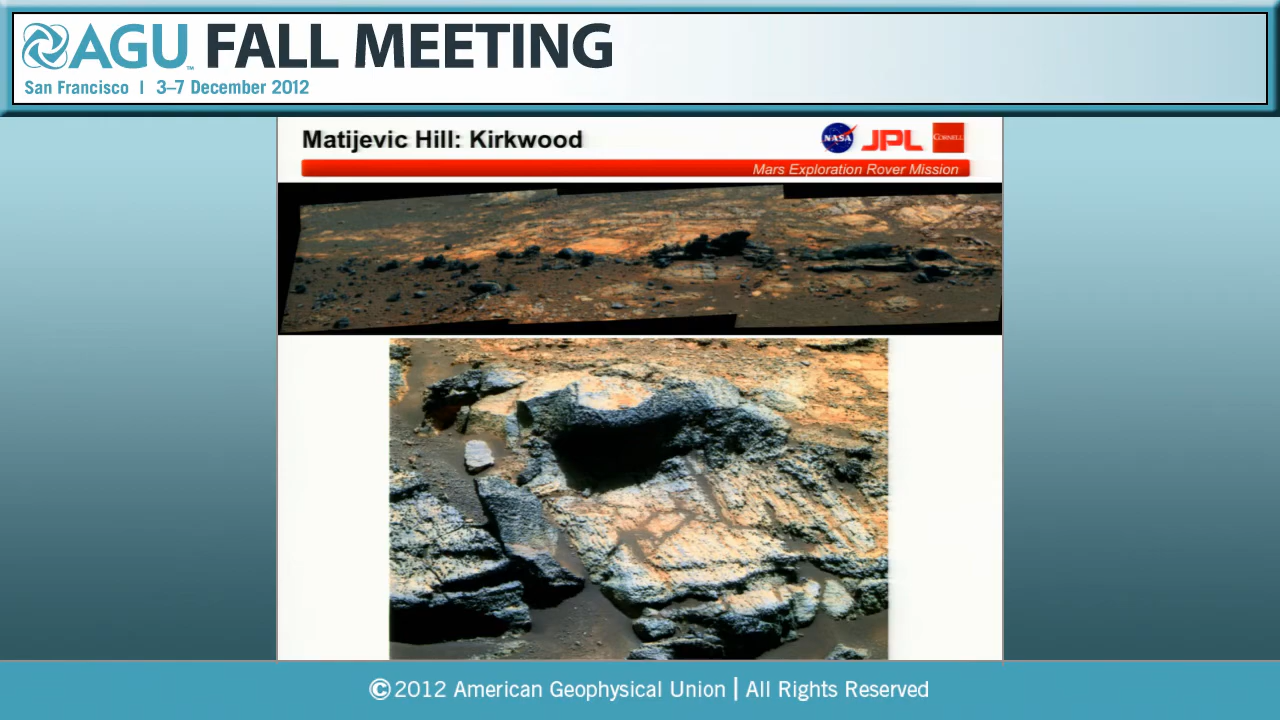 AGU™ FALL MEETING
San Francisco | 3–7 December 2012
Matijevic Hill: Kirkwood
NASA JPL CORNELL
Mars Exploration Rover Mission
©2012 American Geophysical Union | All Rights Reserved